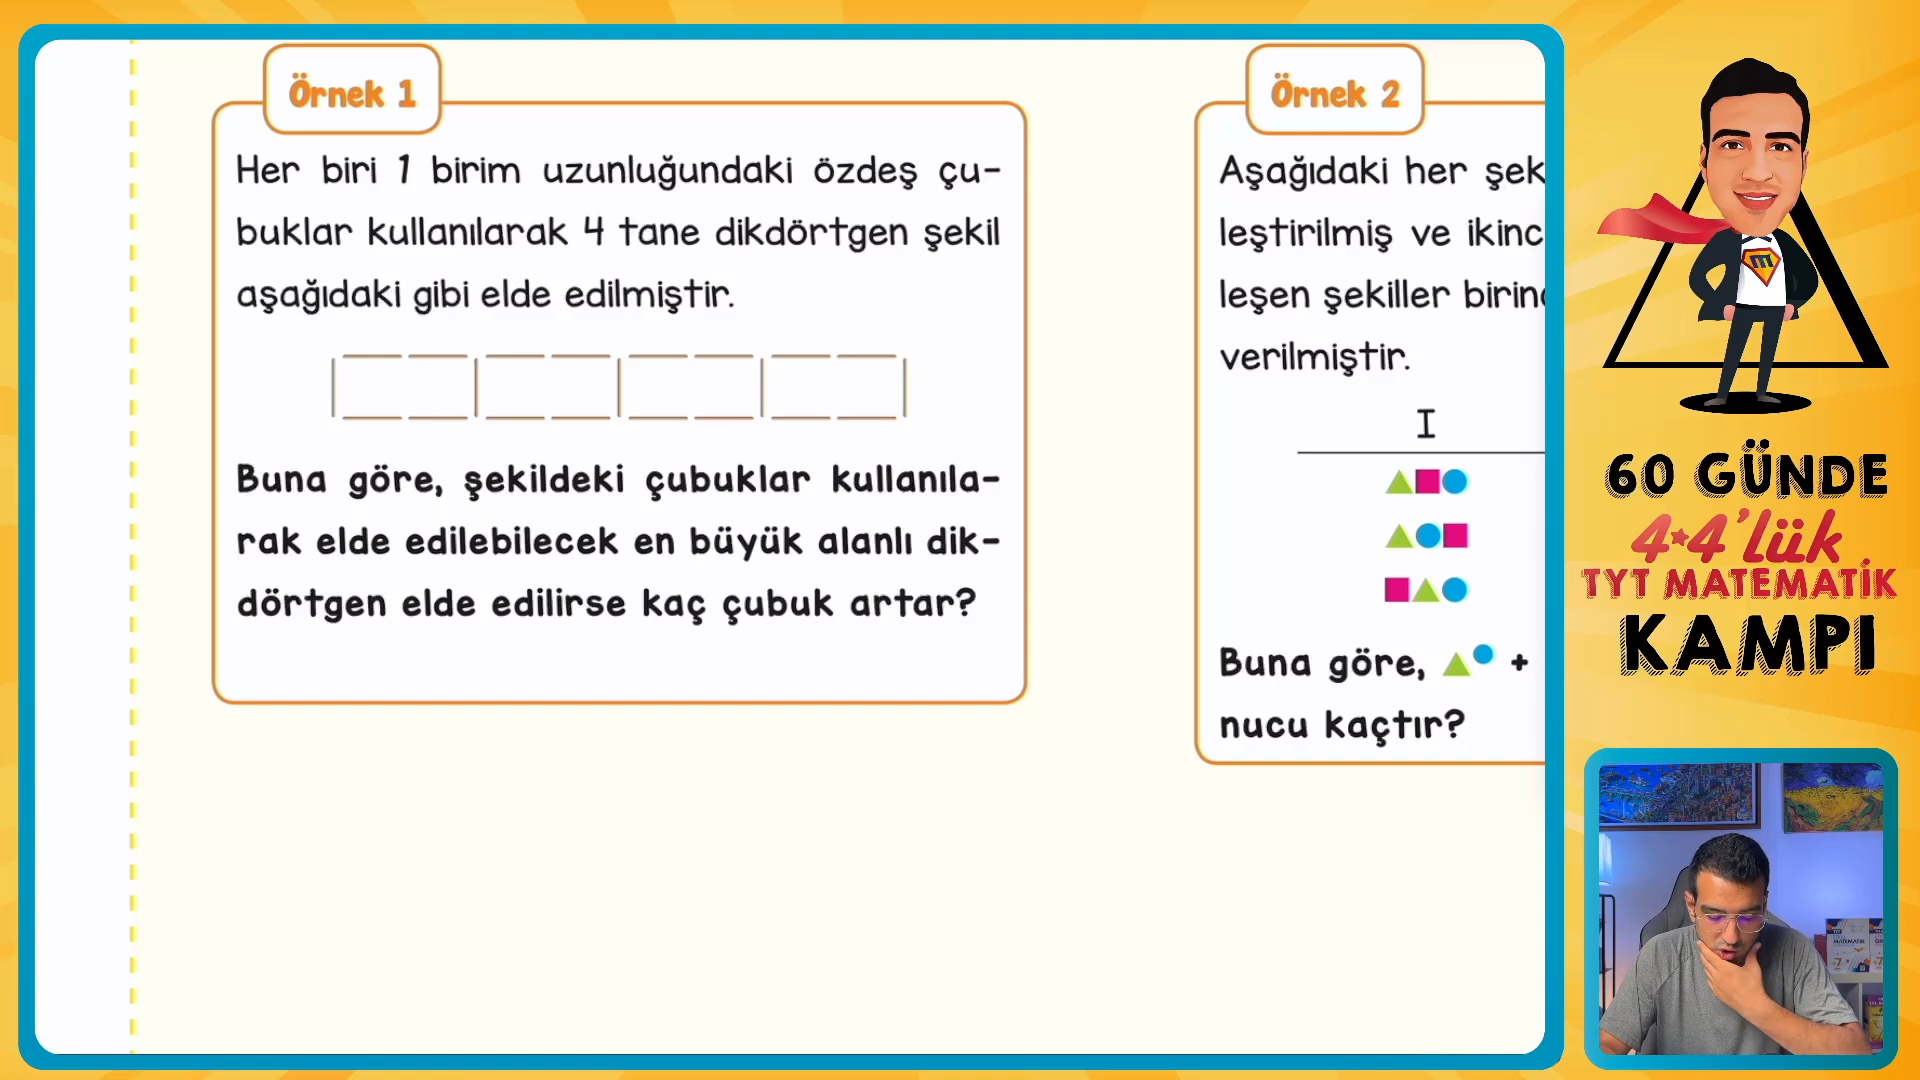 Örnek 1
Her biri 1 birim uzunluğundaki özdeş çu-
buklar kullanılarak 4 tane dikdörtgen şekil
aşağıdaki gibi elde edilmiştir.
Buna göre, şekildeki çubuklar kullanıla-
rak elde edilebilecek en büyük alanlı dik-
dörtgen elde edilirse kaç çubuk artar?
Örnek 2
Aşağıdaki her şek
leştirilmiş ve ikinc
leşen şekiller birin
verilmiştir.
I
Buna göre, +
nucu kaçtır?
m
60 GÜNDE
4★4'lük
TYT MATEMATİK
KAMPI
MATEMATİK